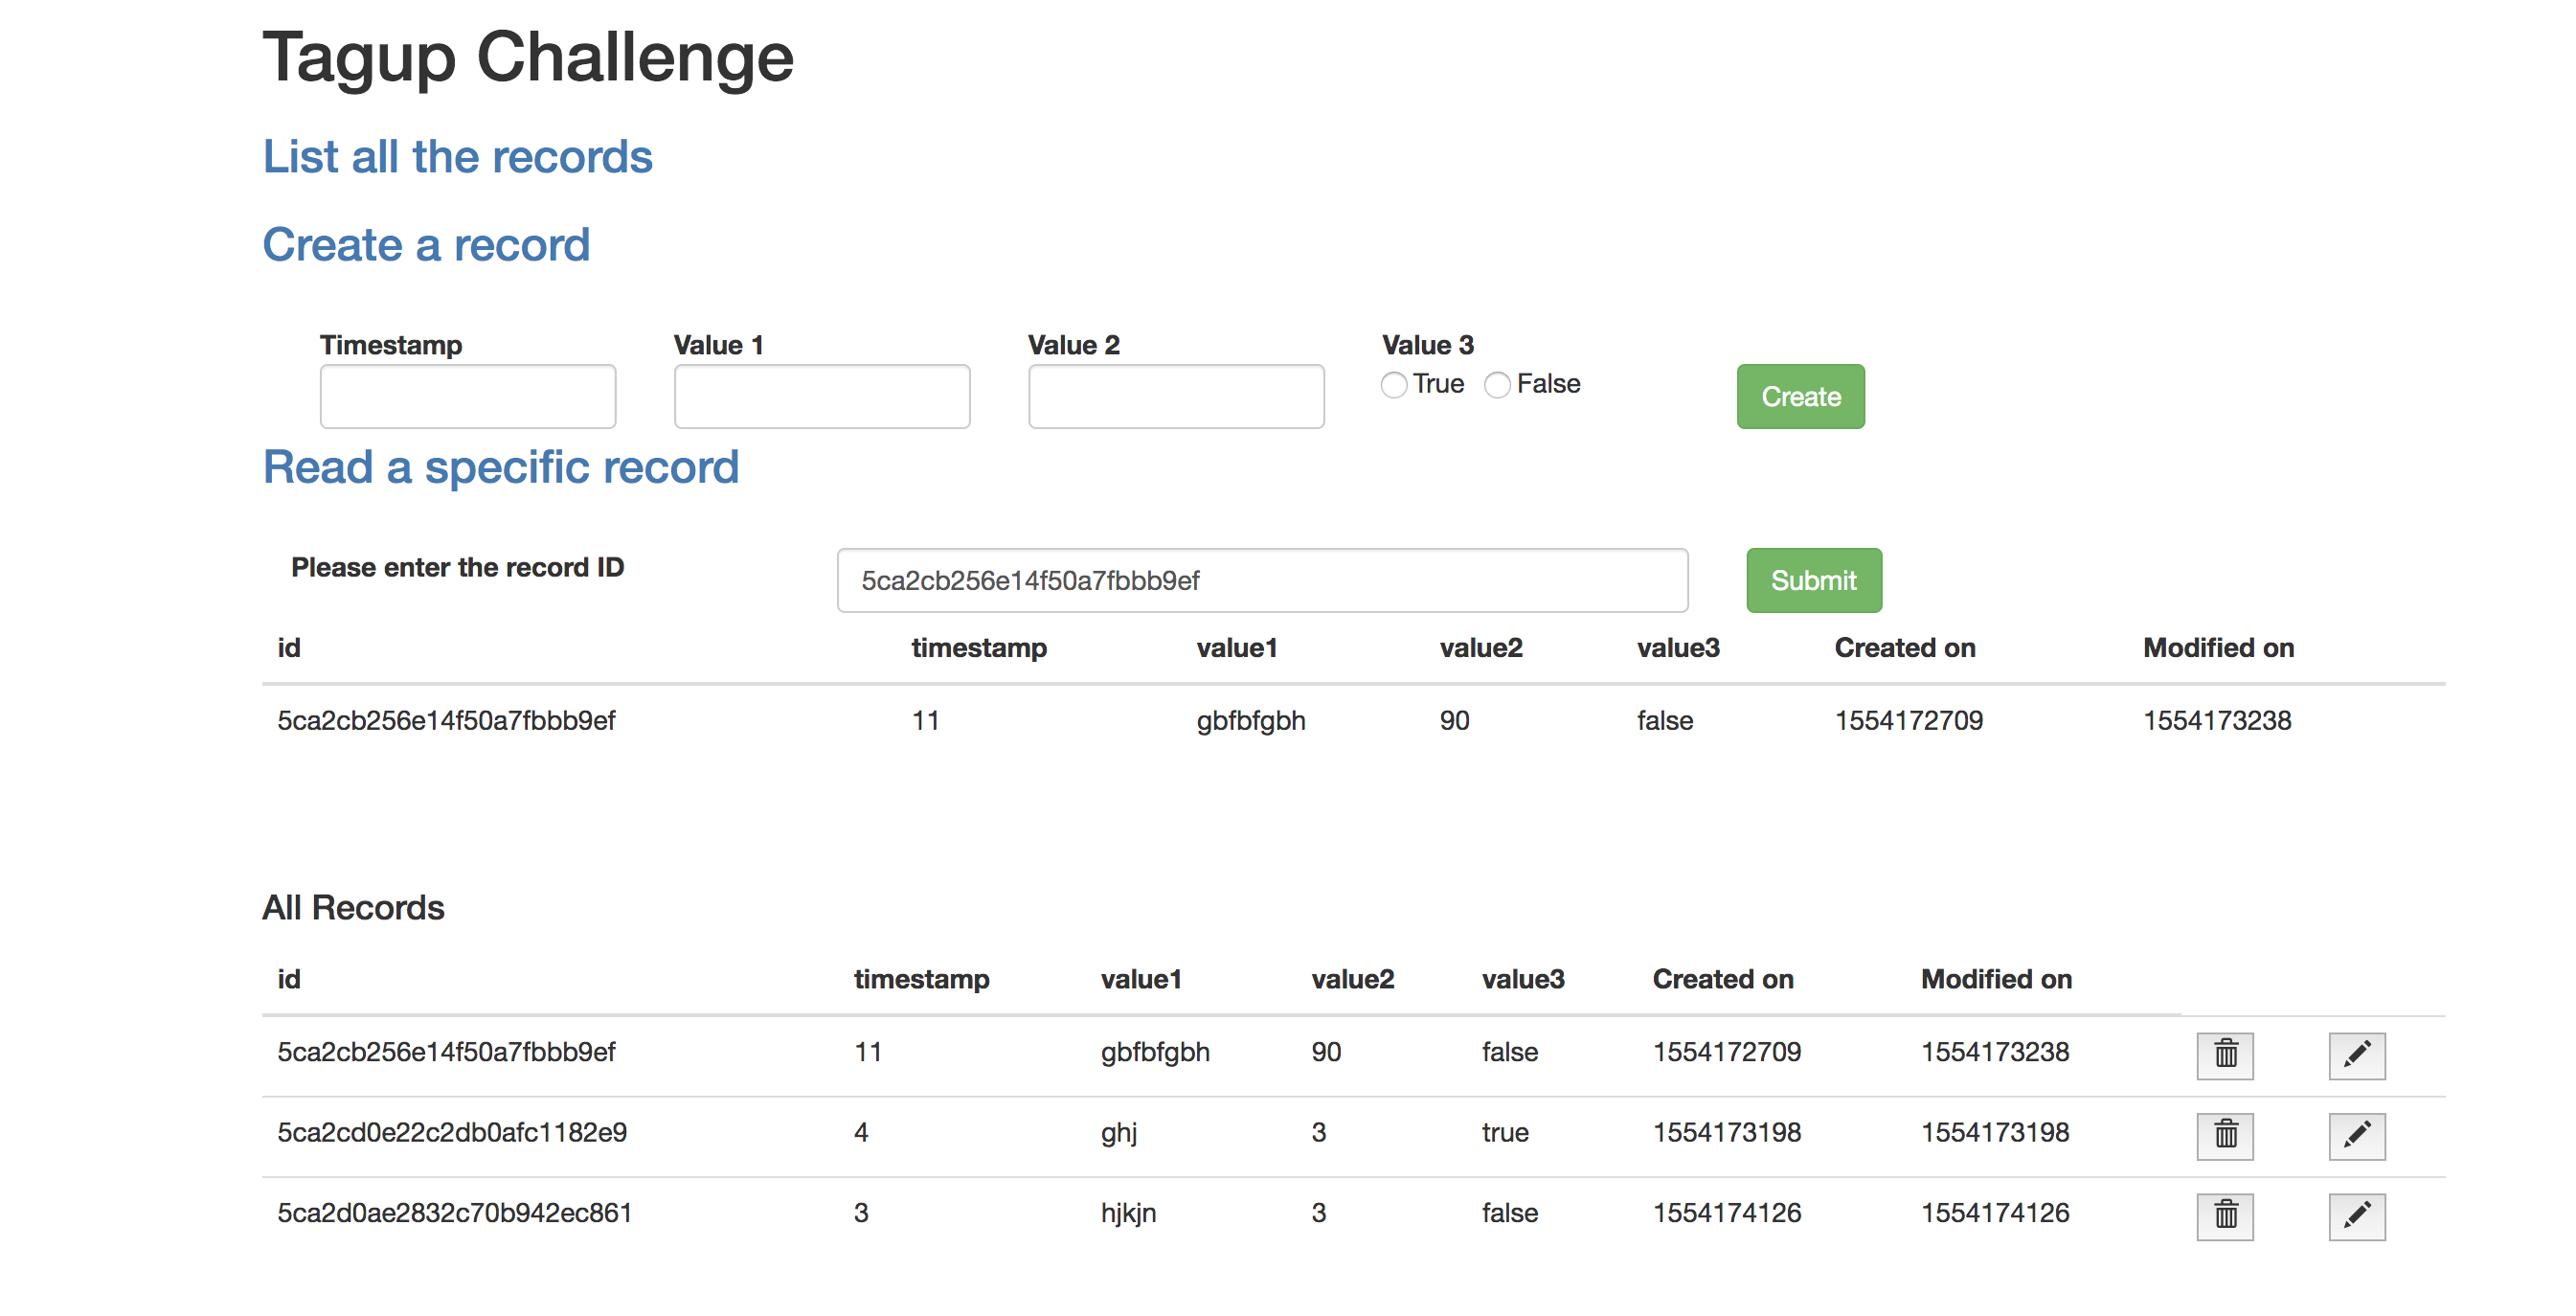 Tagup Challenge
List all the records
Create a record
Timestamp Value 1 Value 2 Value 3
True False Create
Read a specific record
Please enter the record ID 5ca2cb256e14f50a7fbbb9ef Submit
id timestamp value1 value2 value3 Created on Modified on
5ca2cb256e14f50a7fbbb9ef 11 gbfbfgbh 90 false 1554172709 1554173238
All Records
id timestamp value1 value2 value3 Created on Modified on
5ca2cb256e14f50a7fbbb9ef 11 gbfbfgbh 90 false 1554172709 1554173238
5ca2cd0e22c2db0afc1182e9 4 ghj 3 true 1554173198 1554173198
5ca2d0ae2832c70b942ec861 3 hjkjn 3 false 1554174126 1554174126